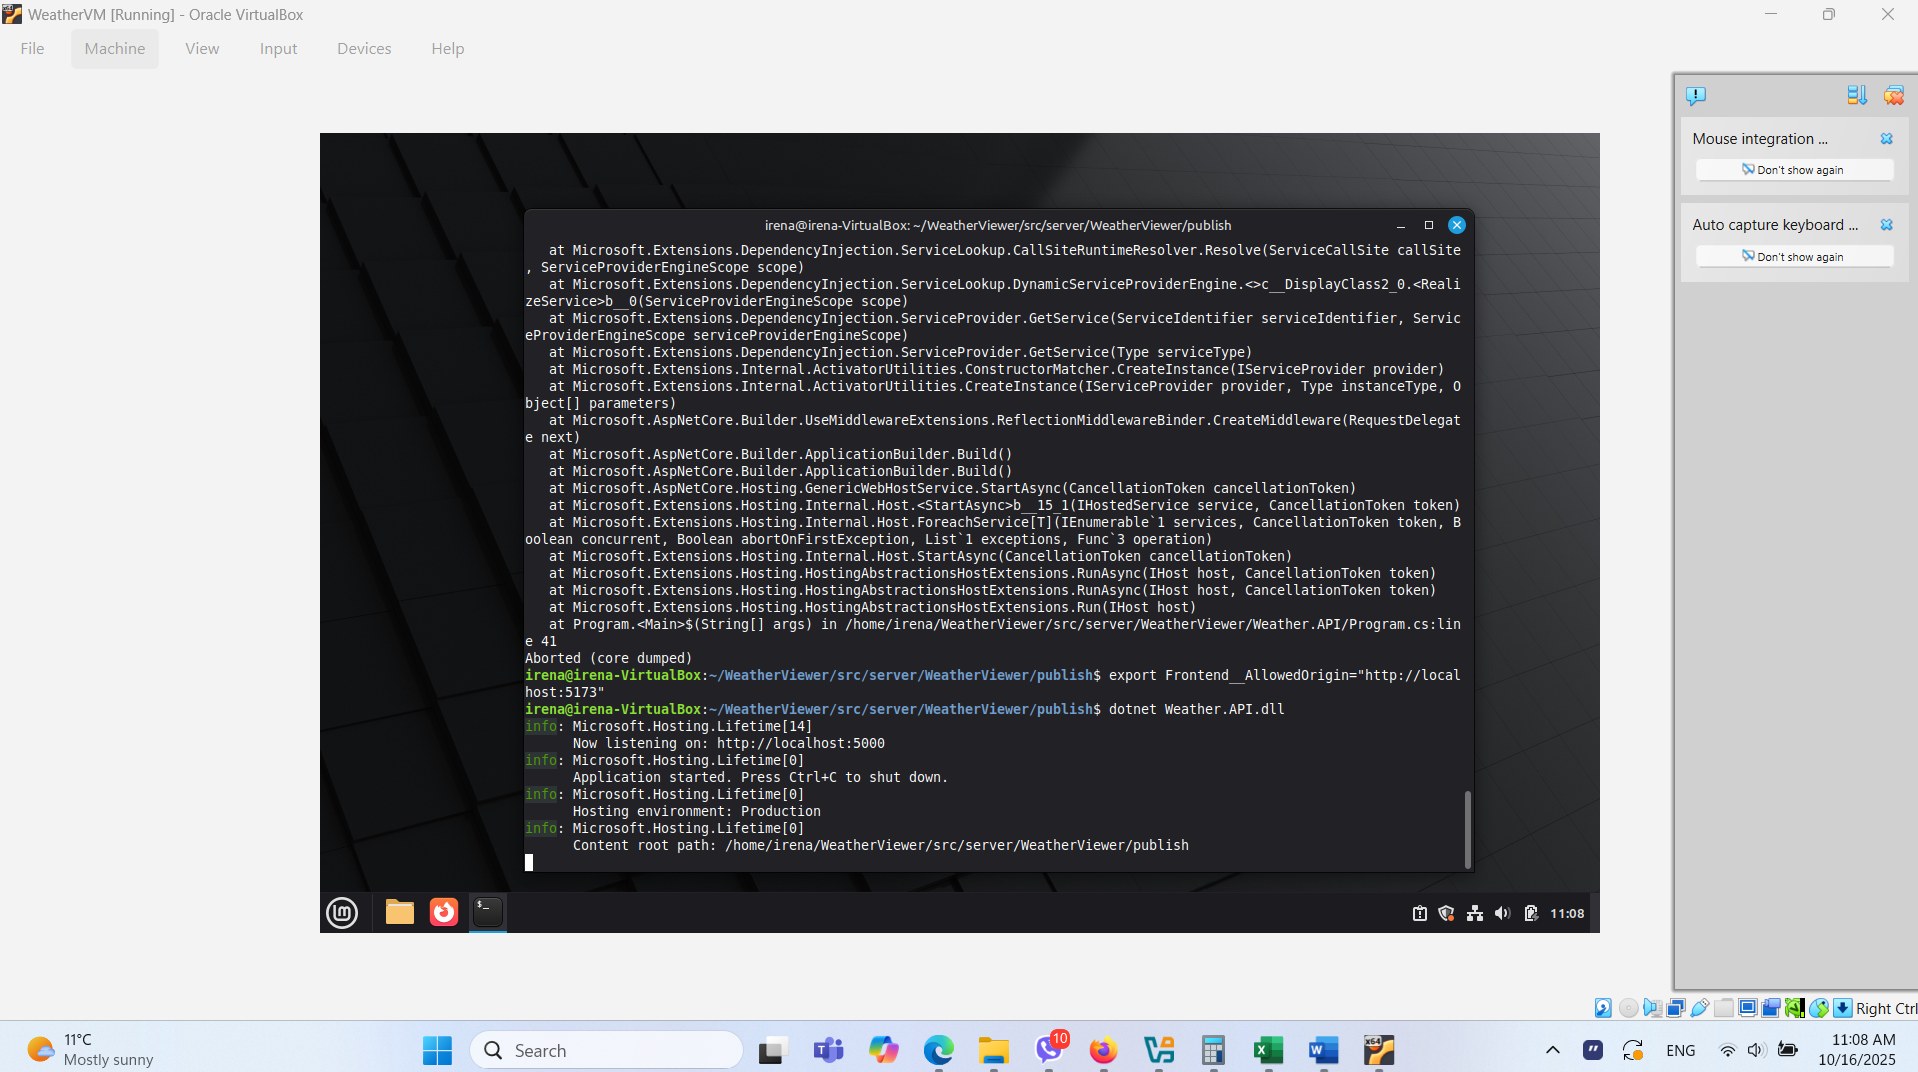 WeatherVM [Running] - Oracle VirtualBox
File Machine View Input Devices Help
Mouse integration ...
Don't show again
Auto capture keyboard ...
Don't show again
irena@irena-VirtualBox: ~/WeatherViewer/src/server/WeatherViewer/publish
at Microsoft.Extensions.DependencyInjection.ServiceLookup.CallSiteRuntimeResolver.Resolve(ServiceCallSite callSite
, ServiceProviderEngineScope scope)
at Microsoft.Extensions.DependencyInjection.ServiceLookup.DynamicServiceProviderEngine.<>c__DisplayClass2_0.<Reali
zeService>b__0(ServiceProviderEngineScope scope)
at Microsoft.Extensions.DependencyInjection.ServiceProvider.GetService(ServiceIdentifier serviceIdentifier, Servic
eProviderEngineScope serviceProviderEngineScope)
at Microsoft.Extensions.DependencyInjection.ServiceProvider.GetService(Type serviceType)
at Microsoft.Extensions.Internal.ActivatorUtilities.ConstructorMatcher.CreateInstance(IServiceProvider provider)
at Microsoft.Extensions.Internal.ActivatorUtilities.CreateInstance(IServiceProvider provider, Type instanceType, O
bject[] parameters)
at Microsoft.AspNetCore.Builder.UseMiddlewareExtensions.ReflectionMiddlewareBinder.CreateMiddleware(RequestDelegat
e next)
at Microsoft.AspNetCore.Builder.ApplicationBuilder.Build()
at Microsoft.AspNetCore.Builder.ApplicationBuilder.Build()
at Microsoft.AspNetCore.Hosting.GenericWebHostService.StartAsync(CancellationToken cancellationToken)
at Microsoft.Extensions.Hosting.Internal.Host.<StartAsync>b__15_1(IHostedService service, CancellationToken token)
at Microsoft.Extensions.Hosting.Internal.Host.ForeachService[T](IEnumerable`1 services, CancellationToken token, B
oolean concurrent, Boolean abortOnFirstException, List`1 exceptions, Func`3 operation)
at Microsoft.Extensions.Hosting.Internal.Host.StartAsync(CancellationToken cancellationToken)
at Microsoft.Extensions.Hosting.HostingAbstractionsHostExtensions.RunAsync(IHost host, CancellationToken token)
at Microsoft.Extensions.Hosting.HostingAbstractionsHostExtensions.RunAsync(IHost host, CancellationToken token)
at Microsoft.Extensions.Hosting.HostingAbstractionsHostExtensions.Run(IHost host)
at Program.<Main>$(String[] args) in /home/irena/WeatherViewer/src/server/WeatherViewer/Weather.API/Program.cs:lin
e 41
Aborted (core dumped)
irena@irena-VirtualBox:~/WeatherViewer/src/server/WeatherViewer/publish$ export Frontend__AllowedOrigin="http://local
host:5173"
irena@irena-VirtualBox:~/WeatherViewer/src/server/WeatherViewer/publish$ dotnet Weather.API.dll
info: Microsoft.Hosting.Lifetime[14]
Now listening on: http://localhost:5000
info: Microsoft.Hosting.Lifetime[0]
Application started. Press Ctrl+C to shut down.
info: Microsoft.Hosting.Lifetime[0]
Hosting environment: Production
info: Microsoft.Hosting.Lifetime[0]
Content root path: /home/irena/WeatherViewer/src/server/WeatherViewer/publish
11:08
Right Ctrl
11°C
Mostly sunny
Search
10
ENG
11:08 AM
10/16/2025